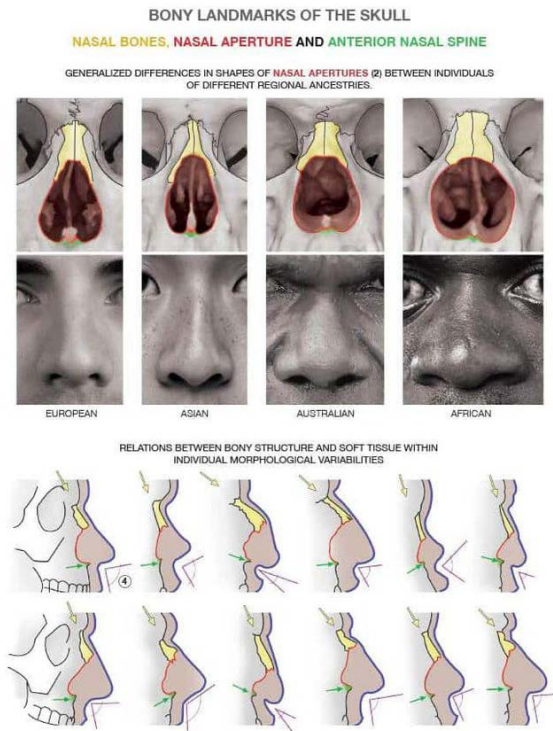 BONY LANDMARKS OF THE SKULL
NASAL BONES, NASAL APERTURE AND ANTERIOR NASAL SPINE
GENERALIZED DIFFERENCES IN SHAPES OF NASAL APERTURES (2) BETWEEN INDIVIDUALS
OF DIFFERENT REGIONAL ANCESTRIES.
EUROPEAN
ASIAN
AUSTRALIAN
AFRICAN
RELATIONS BETWEEN BONY STRUCTURE AND SOFT TISSUE WITHIN
INDIVIDUAL MORPHOLOGICAL VARIABILITIES
4